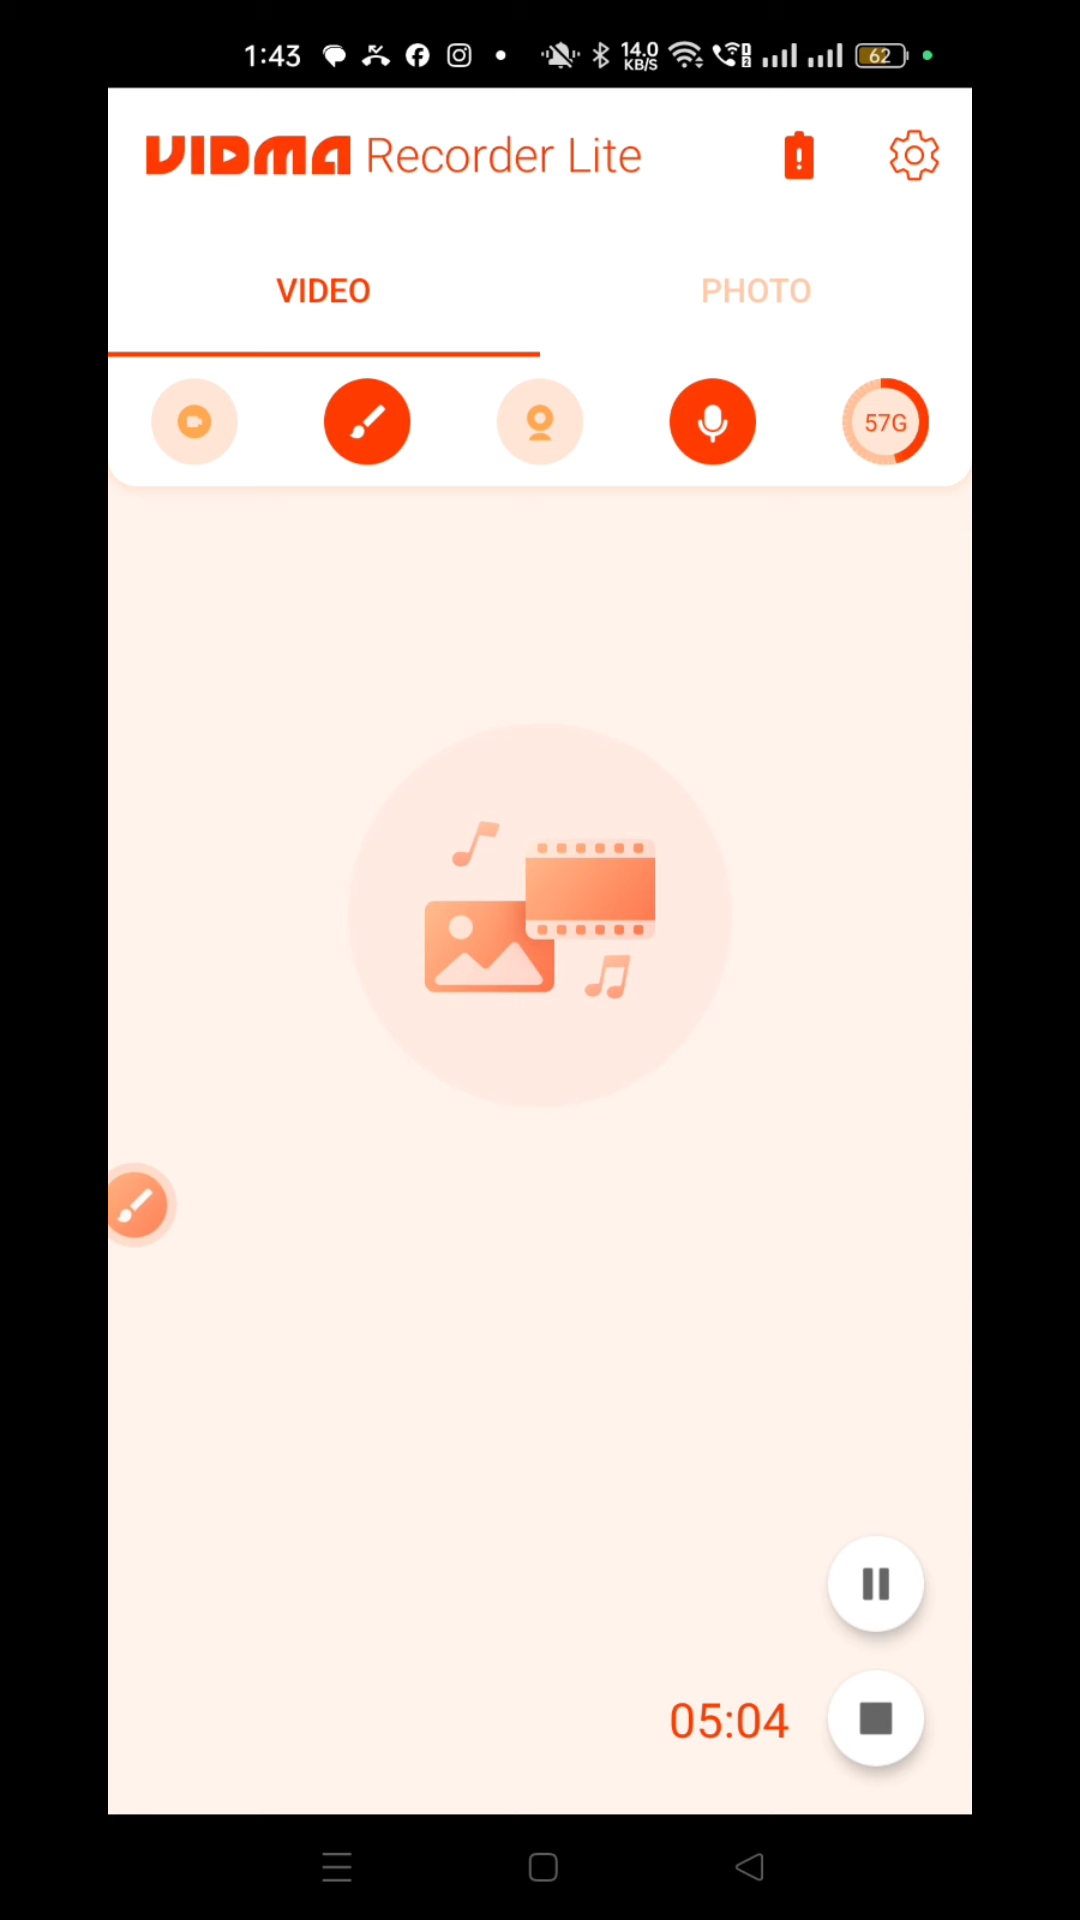 1:43 14.0 KB/S 62
VIDMA Recorder Lite
VIDEO PHOTO
57G
05:04